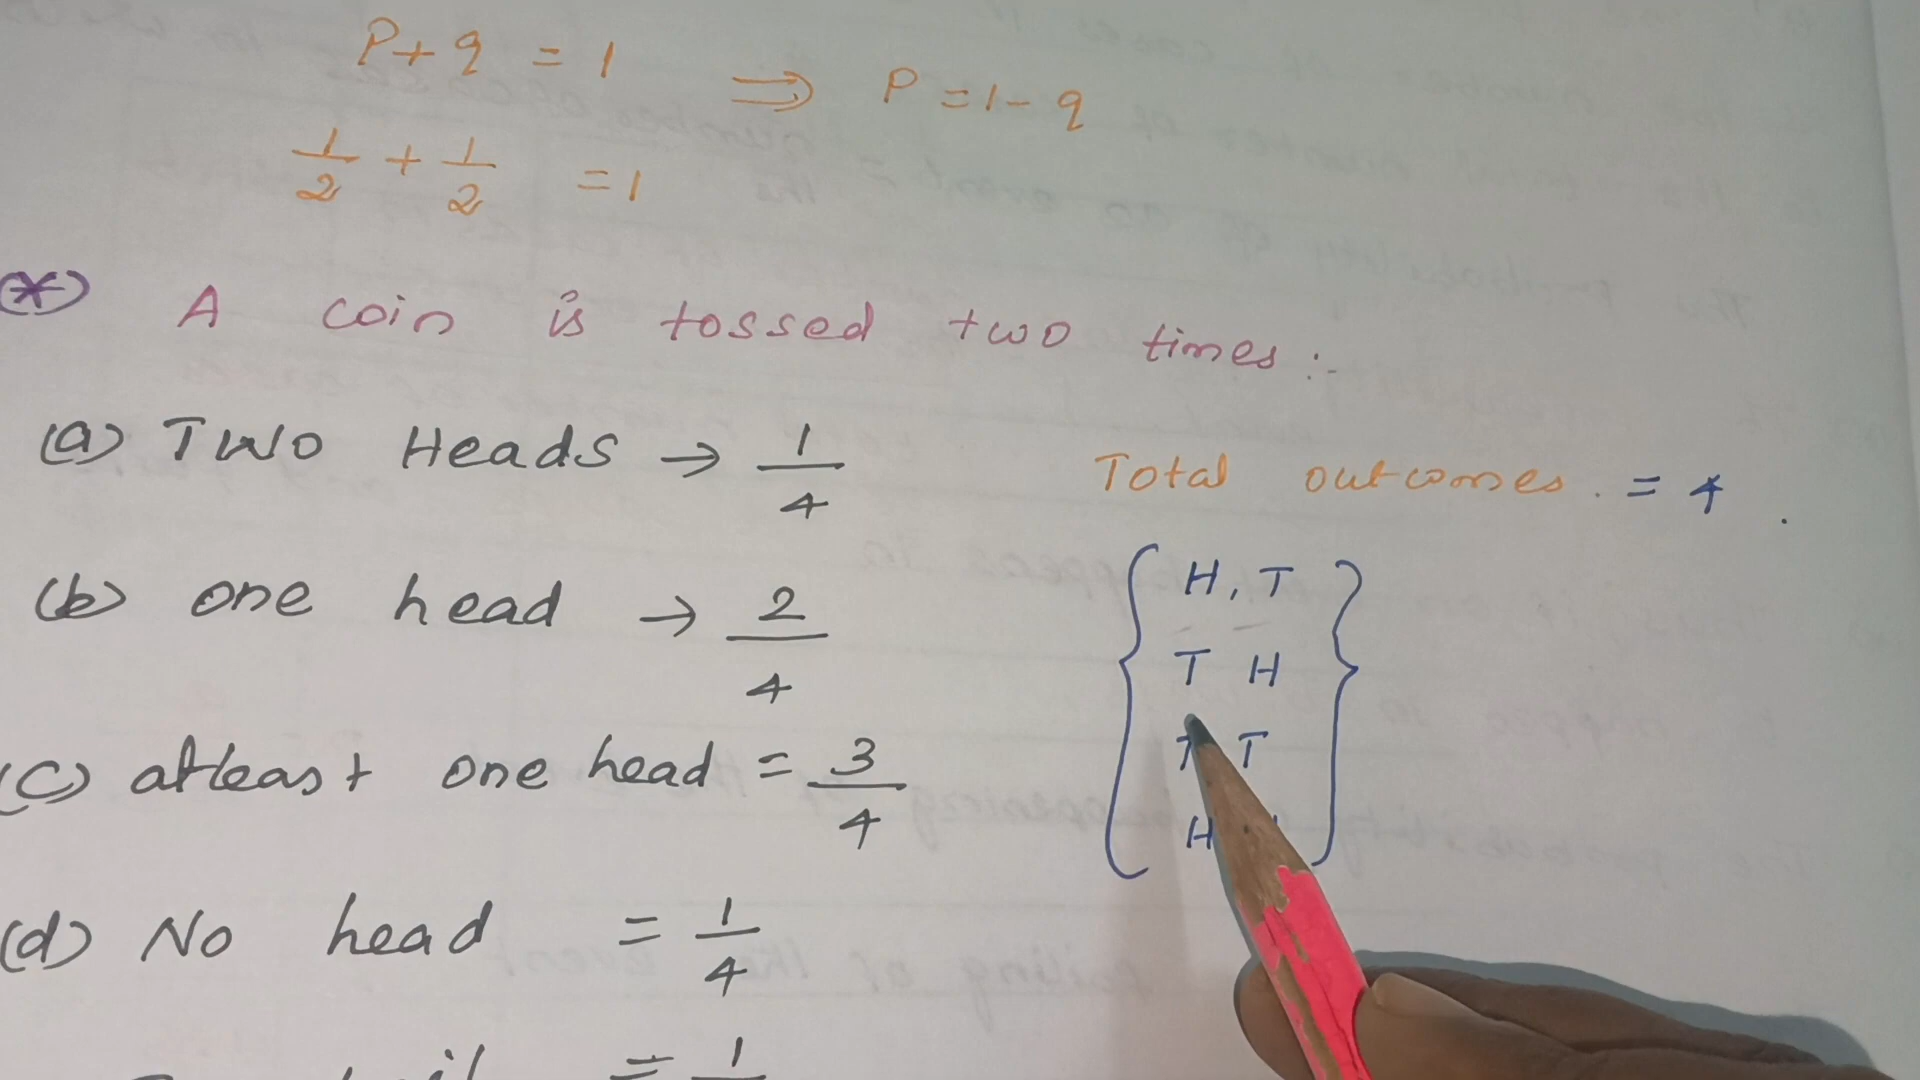 P+q = 1 ⇒ P = 1-q
1/2 + 1/2 = 1
(*) A coin is tossed two times :-
(a) Two Heads → 1/4
Total outcomes. = 4.
(b) one head → 2/4
(c) atleast one head = 3/4
(d) No head = 1/4
= 1
{ H, T
T H
T T
H }